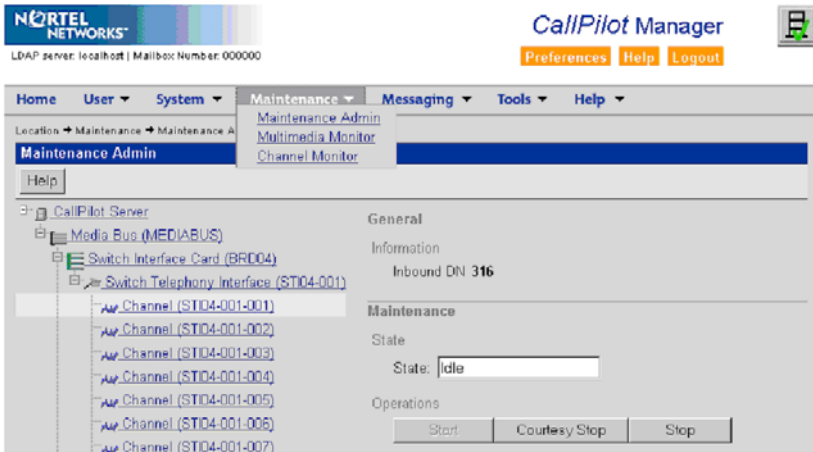 NORTEL
NETWORKS™
CallPilot Manager
LDAP server: localhost | Mailbox Number: 000000
Preferences Help Logout
Home User System Maintenance Messaging Tools Help
Maintenance Admin
Multimedia Monitor
Channel Monitor
Location → Maintenance → Maintenance A
Maintenance Admin
Help
CallPilot Server
Media Bus (MEDIABUS)
Switch Interface Card (BRD04)
Switch Telephony Interface (STI04-001)
Channel (STI04-001-001)
Channel (STI04-001-002)
Channel (STI04-001-003)
Channel (STI04-001-004)
Channel (STI04-001-005)
Channel (STI04-001-006)
Channel (STI04-001-007)
General
Information
Inbound DN 316
Maintenance
State
State: Idle
Operations
Start Courtesy Stop Stop